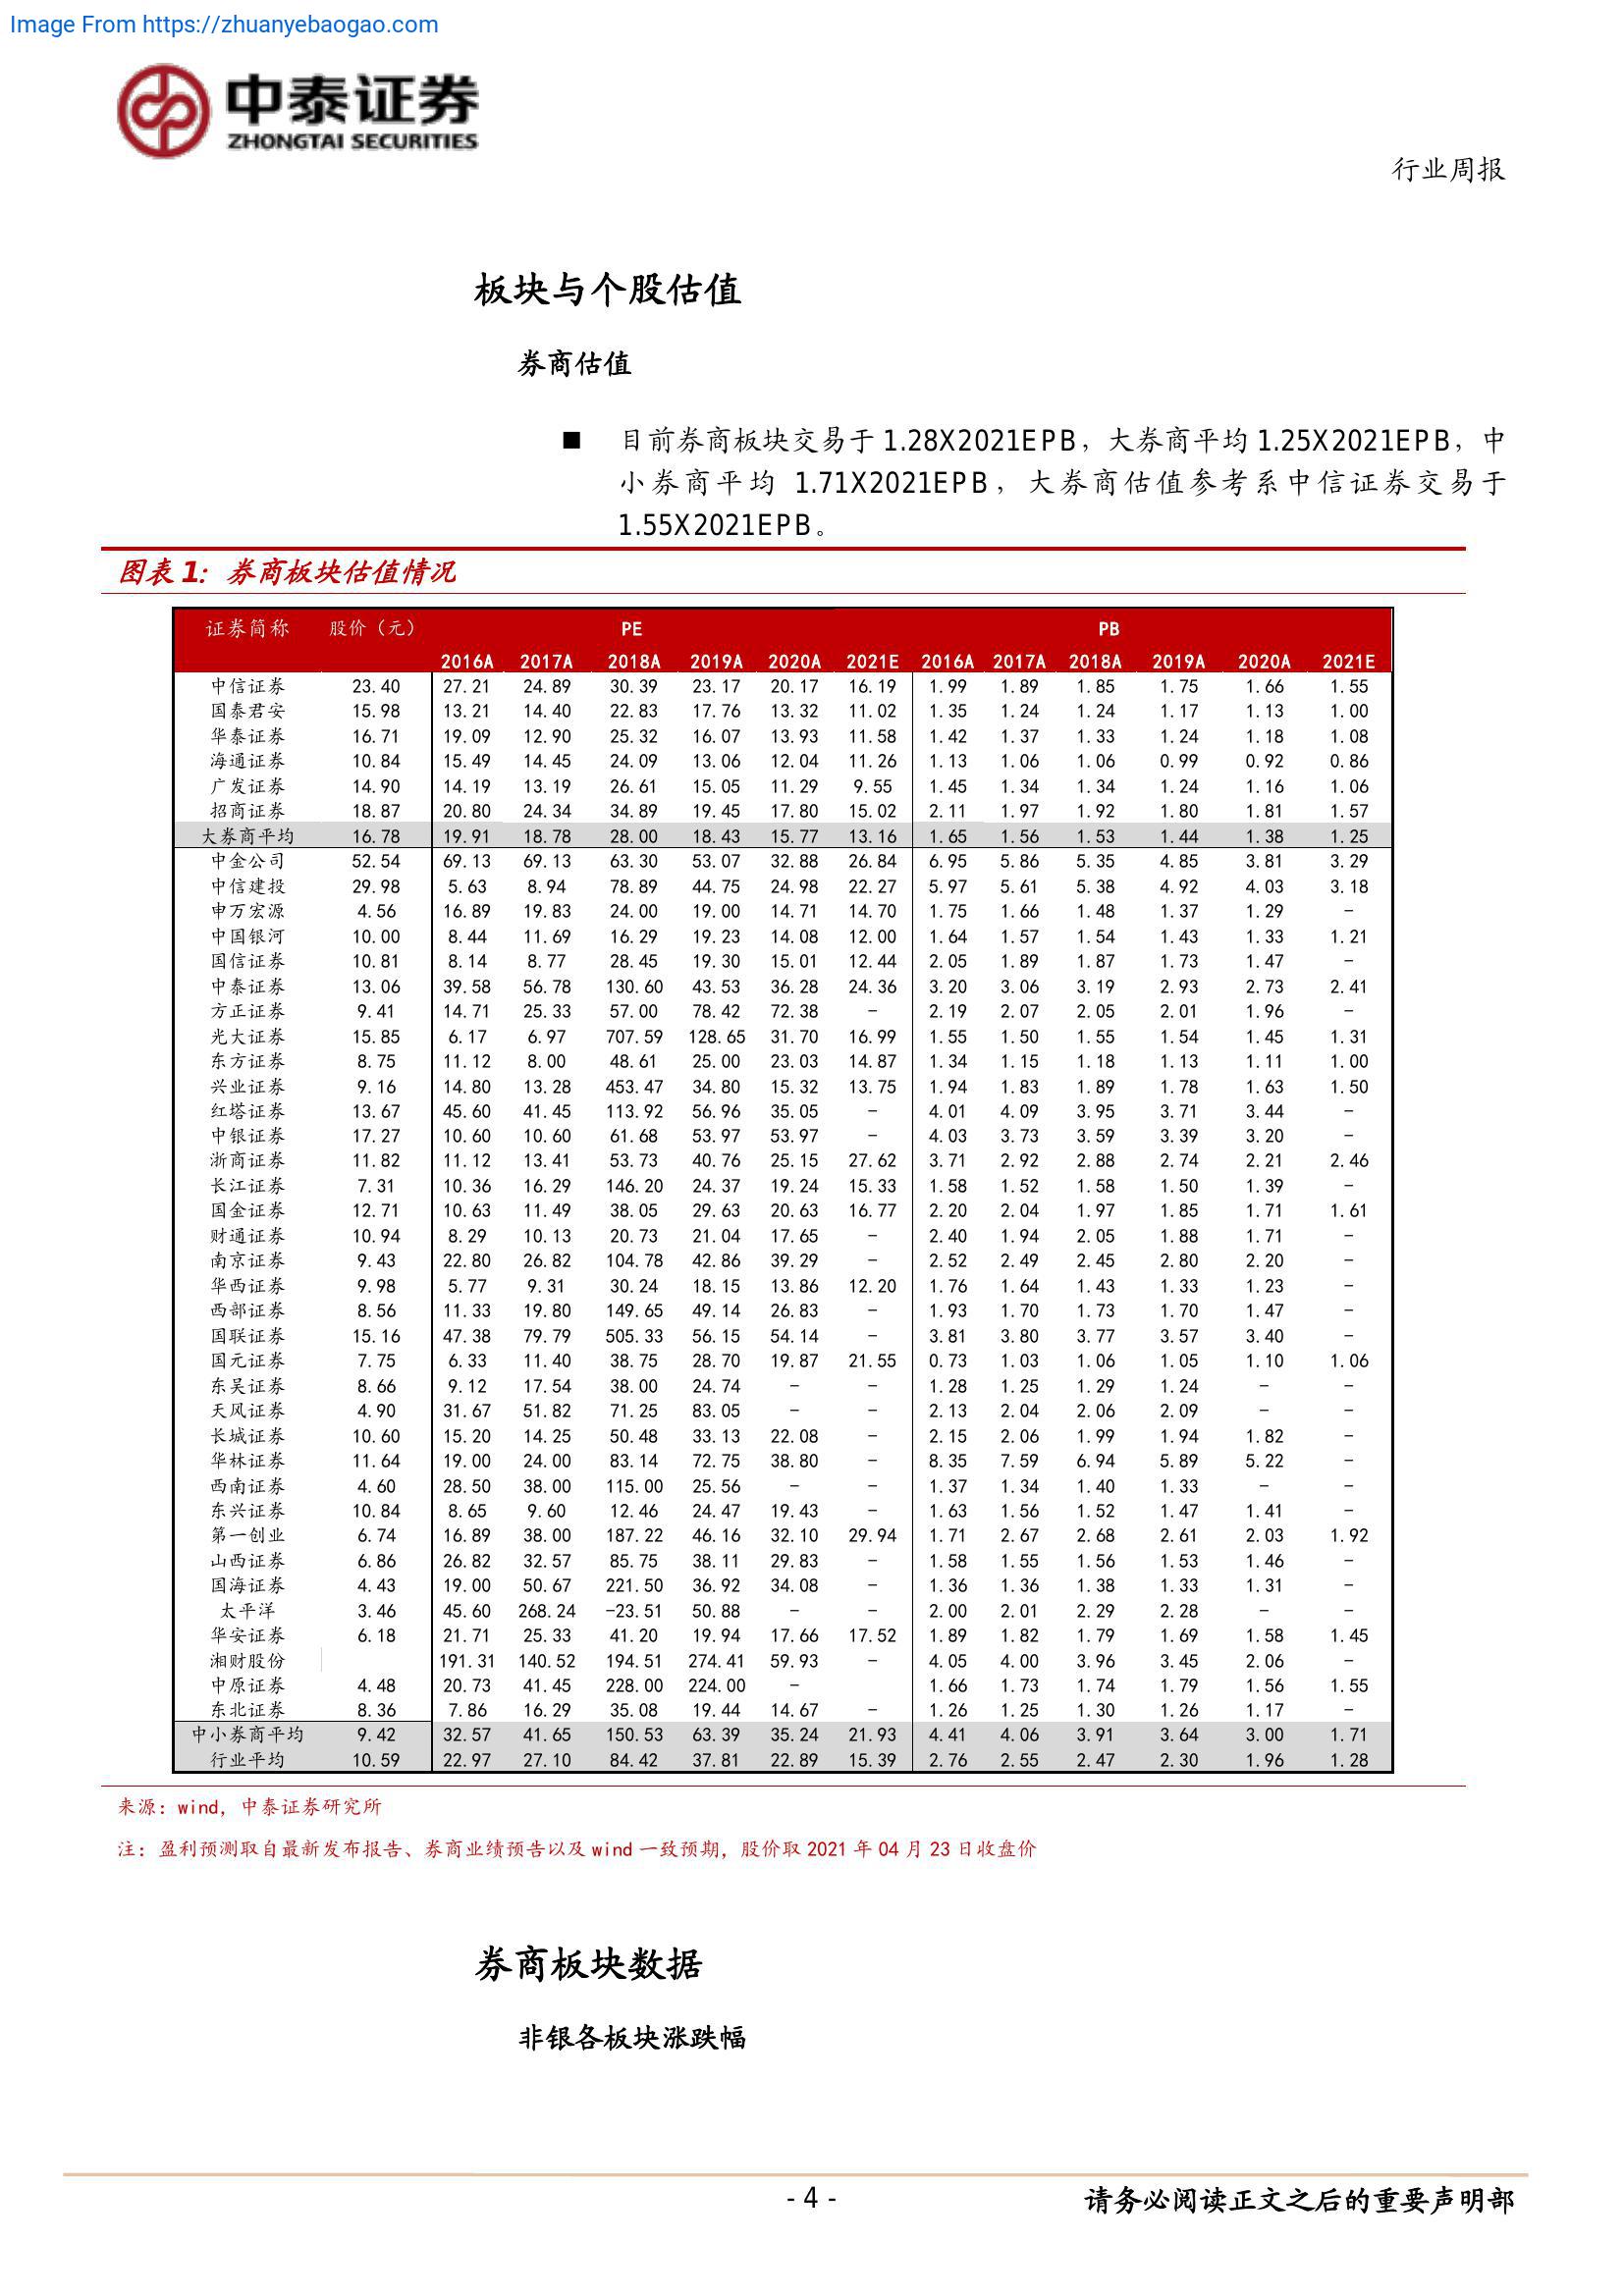 Image From https://zhuanyebaogao.com
中泰证券
ZHONGTAI SECURITIES
行业周报
板块与个股估值
券商估值
■ 目前券商板块交易于 1.28X2021EPB，大券商平均 1.25X2021EPB，中
小券商平均 1.71X2021EPB，大券商估值参考系中信证券交易于
1.55X2021EPB。
图表 1：券商板块估值情况
证券简称 股价（元） PE PB
2016A 2017A 2018A 2019A 2020A 2021E 2016A 2017A 2018A 2019A 2020A 2021E
中信证券 23.40 27.21 24.89 30.39 23.17 20.17 16.19 1.99 1.89 1.85 1.75 1.66 1.55
国泰君安 15.98 13.21 14.40 22.83 17.76 13.32 11.02 1.35 1.24 1.24 1.17 1.13 1.00
华泰证券 16.71 19.09 12.90 25.32 16.07 13.93 11.58 1.42 1.37 1.33 1.24 1.18 1.08
海通证券 10.84 15.49 14.45 24.09 13.06 12.04 11.26 1.13 1.06 1.06 0.99 0.92 0.86
广发证券 14.90 14.19 13.19 26.61 15.05 11.29 9.55 1.45 1.34 1.34 1.24 1.16 1.06
招商证券 18.87 20.80 24.34 34.89 19.45 17.80 15.02 2.11 1.97 1.92 1.80 1.81 1.57
大券商平均 16.78 19.91 18.78 28.00 18.43 15.77 13.16 1.65 1.56 1.53 1.44 1.38 1.25
中金公司 52.54 69.13 69.13 63.30 53.07 32.88 26.84 6.95 5.86 5.35 4.85 3.81 3.29
中信建投 29.98 5.63 8.94 78.89 44.75 24.98 22.27 5.97 5.61 5.38 4.92 4.03 3.18
申万宏源 4.56 16.89 19.83 24.00 19.00 14.71 14.70 1.75 1.66 1.48 1.37 1.29 -
中国银河 10.00 8.44 11.69 16.29 19.23 14.08 12.00 1.64 1.57 1.54 1.43 1.33 1.21
国信证券 10.81 8.14 8.77 28.45 19.30 15.01 12.44 2.05 1.89 1.87 1.73 1.47 -
中泰证券 13.06 39.58 56.78 130.60 43.53 36.28 24.36 3.20 3.06 3.19 2.93 2.73 2.41
方正证券 9.41 14.71 25.33 57.00 78.42 72.38 - 2.19 2.07 2.05 2.01 1.96 -
光大证券 15.85 6.17 6.97 707.59 128.65 31.70 16.99 1.55 1.50 1.55 1.54 1.45 1.31
东方证券 8.75 11.12 8.00 48.61 25.00 23.03 14.87 1.34 1.15 1.18 1.13 1.11 1.00
兴业证券 9.16 14.80 13.28 453.47 34.80 15.32 13.75 1.94 1.83 1.89 1.78 1.63 1.50
红塔证券 13.67 45.60 41.45 113.92 56.96 35.05 - 4.01 4.09 3.95 3.71 3.44 -
中银证券 17.27 10.60 10.60 61.68 53.97 53.97 - 4.03 3.73 3.59 3.39 3.20 -
浙商证券 11.82 11.12 13.41 53.73 40.76 25.15 27.62 3.71 2.92 2.88 2.74 2.21 2.46
长江证券 7.31 10.36 16.29 146.20 24.37 19.24 15.33 1.58 1.52 1.58 1.50 1.39 -
国金证券 12.71 10.63 11.49 38.05 29.63 20.63 16.77 2.20 2.04 1.97 1.85 1.71 1.61
财通证券 10.94 8.29 10.13 20.73 21.04 17.65 - 2.40 1.94 2.05 1.88 1.71 -
南京证券 9.43 22.80 26.82 104.78 42.86 39.29 - 2.52 2.49 2.45 2.80 2.20 -
华西证券 9.98 5.77 9.31 30.24 18.15 13.86 12.20 1.76 1.64 1.43 1.33 1.23 -
西部证券 8.56 11.33 19.80 149.65 49.14 26.83 - 1.93 1.70 1.73 1.70 1.47 -
国联证券 15.16 47.38 79.79 505.33 56.15 54.14 - 3.81 3.80 3.77 3.57 3.40 -
国元证券 7.75 6.33 11.40 38.75 28.70 19.87 21.55 0.73 1.03 1.06 1.05 1.10 1.06
东吴证券 8.66 9.12 17.54 38.00 24.74 - - 1.28 1.25 1.29 1.24 - -
天风证券 4.90 31.67 51.82 71.25 83.05 - - 2.13 2.04 2.06 2.09 - -
长城证券 10.60 15.20 14.25 50.48 33.13 22.08 - 2.15 2.06 1.99 1.94 1.82 -
华林证券 11.64 19.00 24.00 83.14 72.75 38.80 - 8.35 7.59 6.94 5.89 5.22 -
西南证券 4.60 28.50 38.00 115.00 25.56 - - 1.37 1.34 1.40 1.33 - -
东兴证券 10.84 8.65 9.60 12.46 24.47 19.43 - 1.63 1.56 1.52 1.47 1.41 -
第一创业 6.74 16.89 38.00 187.22 46.16 32.10 29.94 1.71 2.67 2.68 2.61 2.03 1.92
山西证券 6.86 26.82 32.57 85.75 38.11 29.83 - 1.58 1.55 1.56 1.53 1.46 -
国海证券 4.43 19.00 50.67 221.50 36.92 34.08 - 1.36 1.36 1.38 1.33 1.31 -
太平洋 3.46 45.60 268.24 -23.51 50.88 - - 2.00 2.01 2.29 2.28 - -
华安证券 6.18 21.71 25.33 41.20 19.94 17.66 17.52 1.89 1.82 1.79 1.69 1.58 1.45
湘财股份 191.31 140.52 194.51 274.41 59.93 - 4.05 4.00 3.96 3.45 2.06 -
中原证券 4.48 20.73 41.45 228.00 224.00 - 1.66 1.73 1.74 1.79 1.56 1.55
东北证券 8.36 7.86 16.29 35.08 19.44 14.67 - 1.26 1.25 1.30 1.26 1.17 -
中小券商平均 9.42 32.57 41.65 150.53 63.39 35.24 21.93 4.41 4.06 3.91 3.64 3.00 1.71
行业平均 10.59 22.97 27.10 84.42 37.81 22.89 15.39 2.76 2.55 2.47 2.30 1.96 1.28
来源：wind，中泰证券研究所
注：盈利预测取自最新发布报告、券商业绩预告以及 wind 一致预期，股价取 2021 年 04 月 23 日收盘价
券商板块数据
非银各板块涨跌幅
- 4 -
请务必阅读正文之后的重要声明部